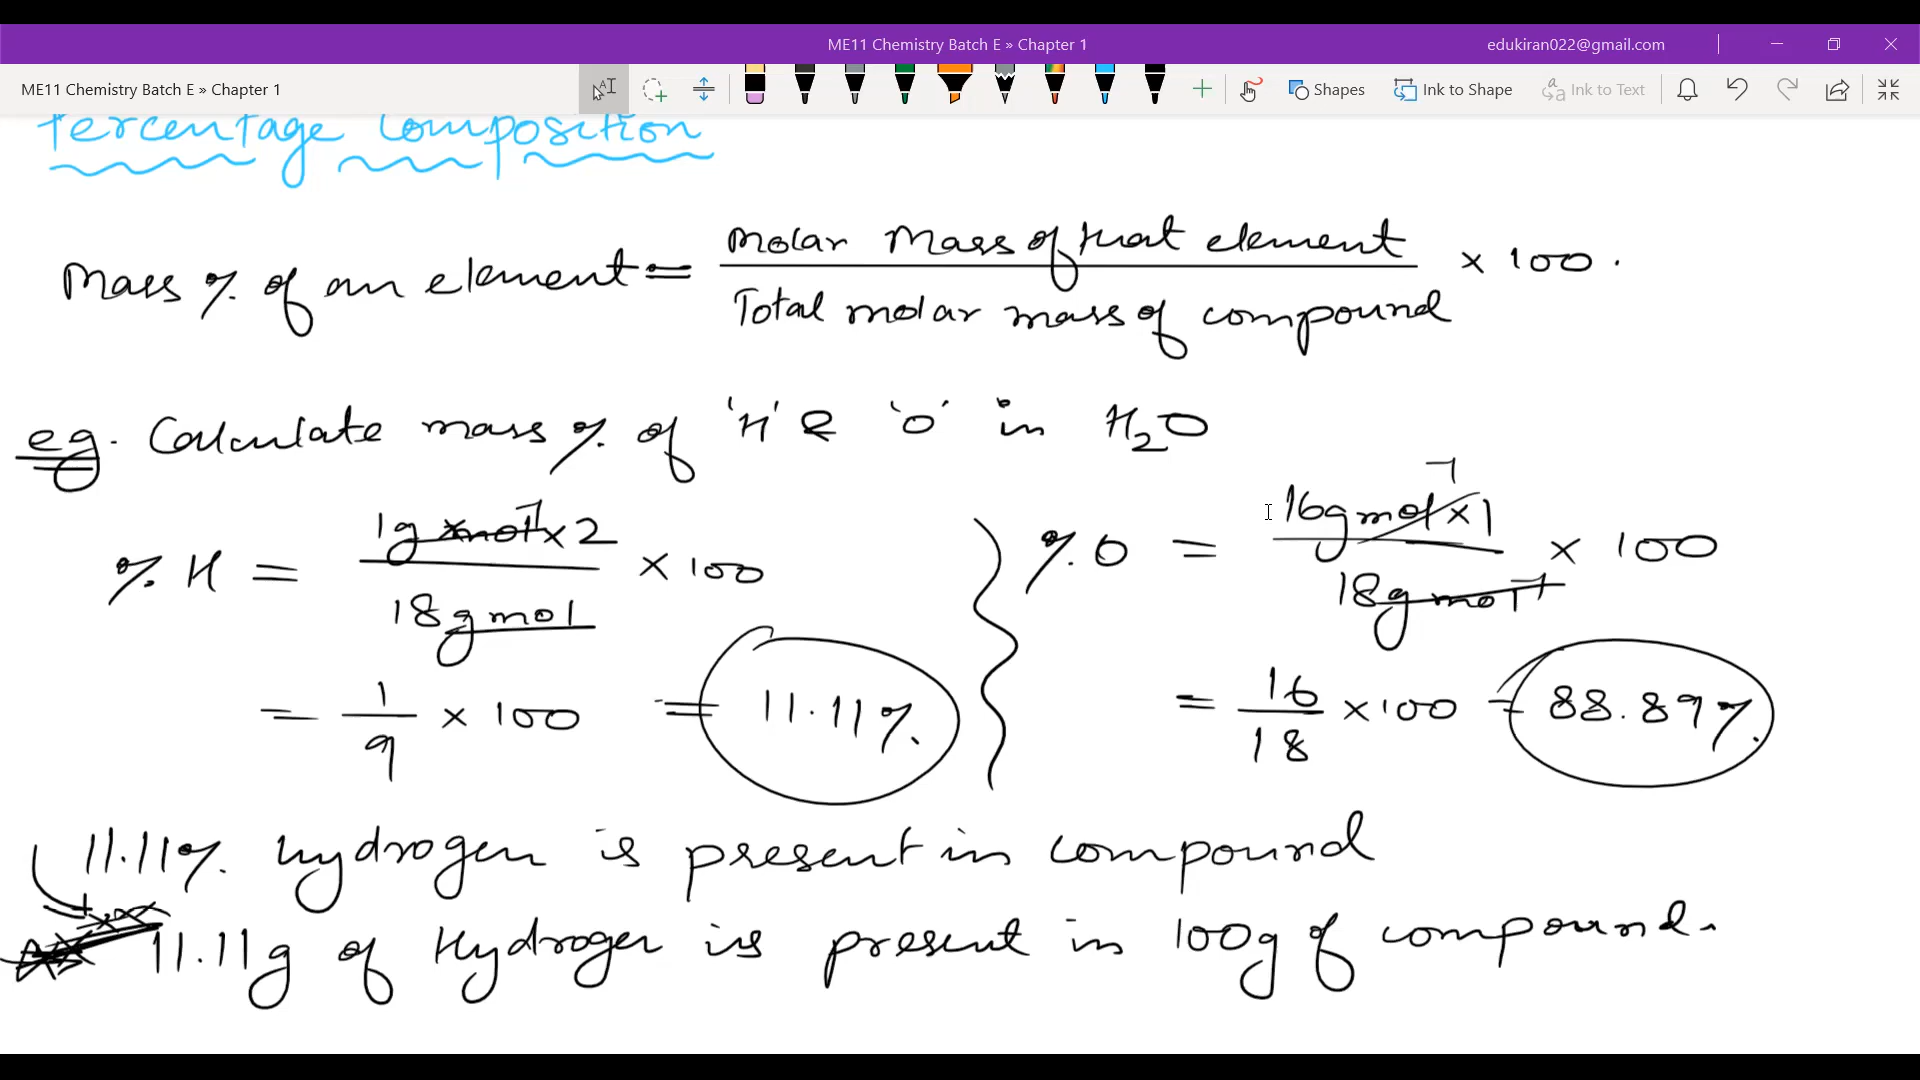 ME11 Chemistry Batch E » Chapter 1
edukiran022@gmail.com
ME11 Chemistry Batch E » Chapter 1
Shapes
Ink to Shape
Ink to Text
Percentage Composition
Mass % of an element = Molar Mass of that element / Total molar mass of compound × 100.
eg. Calculate mass % of 'H' & 'O' in H₂O
% H = 1g mol⁻¹ × 2 / 18g mol × 100
= 1/9 × 100 = 11.11%.
% O = 16g mol⁻¹ × 1 / 18g mol⁻¹ × 100
= 16/18 × 100 = 88.89%.
11.11%. hydrogen is present in compound
11.11g of Hydrogen is present in 100g of compound.